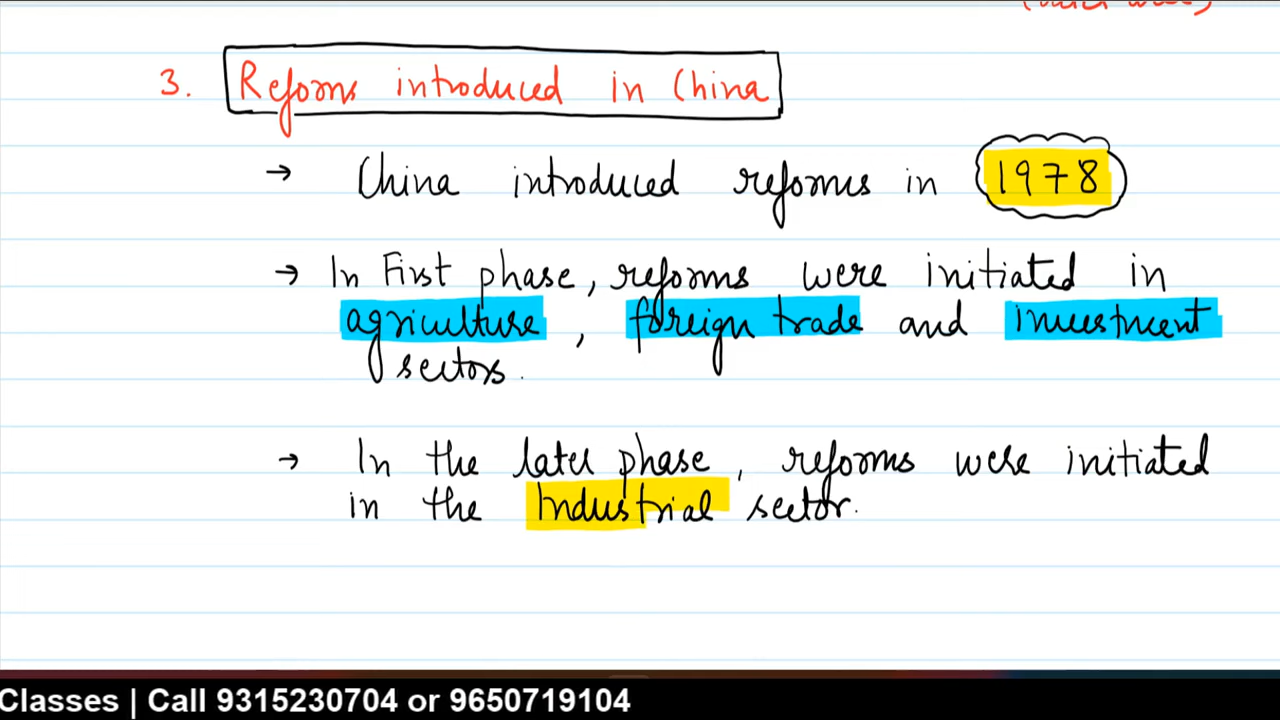 3. Reforms introduced in China
→ China introduced reforms in 1978
→ In First phase, reforms were initiated in
agriculture, foreign trade and investment
sectors.
→ In the later phase, reforms were initiated
in the Industrial sector.
Classes | Call 9315230704 or 9650719104